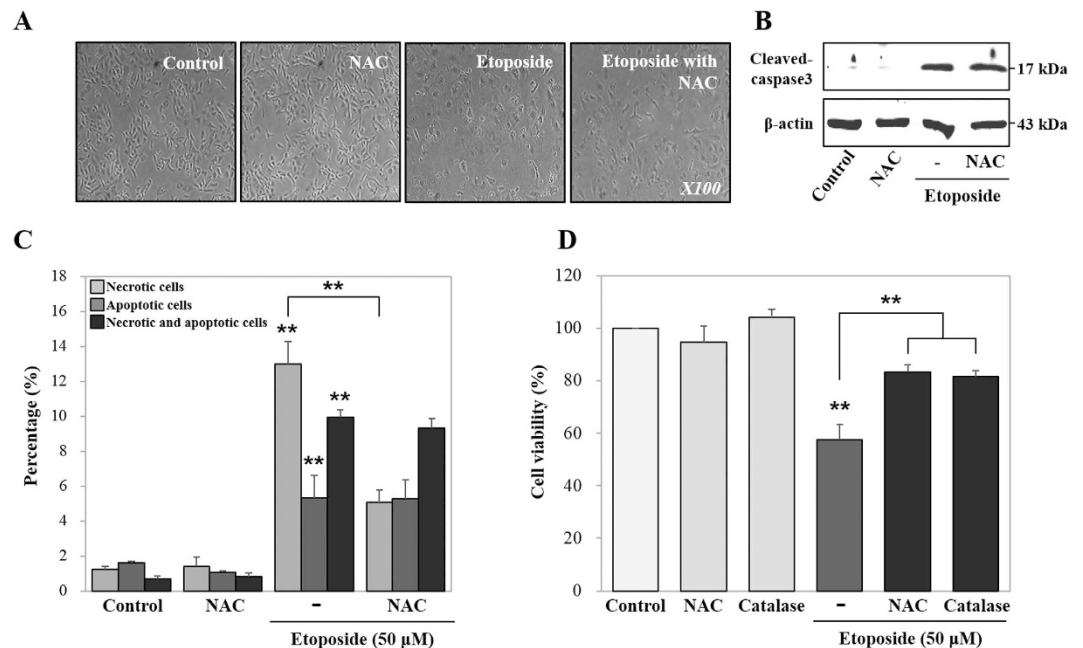 A
Control
NAC
Etoposide
Etoposide with
NAC
X100
B
Cleaved-
caspase3
17 kDa
β-actin
43 kDa
Control
NAC
-
NAC
Etoposide
C
18
16
14
12
10
8
6
4
2
0
Percentage (%)
Necrotic cells
Apoptotic cells
Necrotic and apoptotic cells
**
**
**
**
Control
NAC
-
NAC
Etoposide (50 µM)
D
120
100
80
60
40
20
0
Cell viability (%)
**
**
Control
NAC
Catalase
-
NAC
Catalase
Etoposide (50 µM)